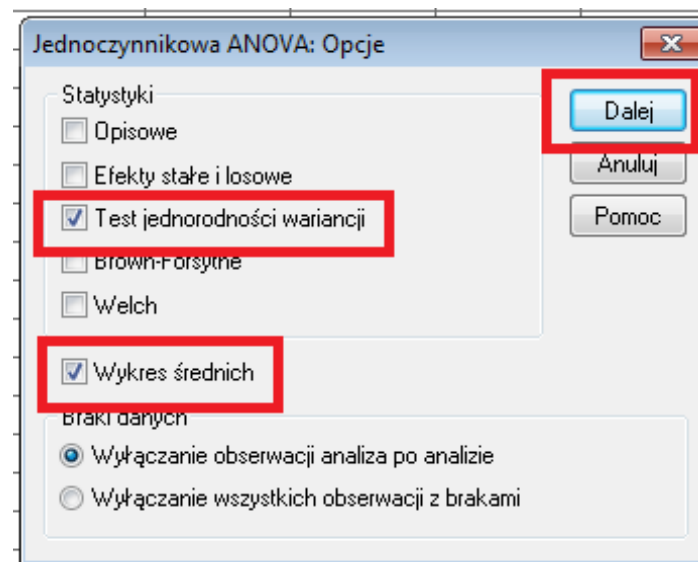 Jednoczynnikowa ANOVA: Opcje
Statystyki
Opisowe
Efekty stałe i losowe
Test jednorodności wariancji
Brown-Forsythe
Welch
Wykres średnich
Braki danych
Wyłączanie obserwacji analiza po analizie
Wyłączanie wszystkich obserwacji z brakami
Dalej
Anuluj
Pomoc